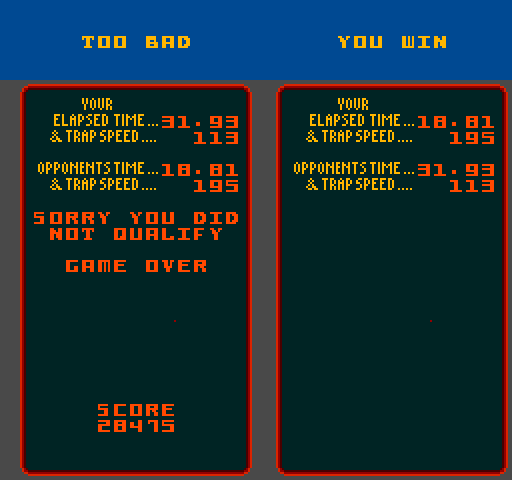 TOO BAD
YOUR
ELAPSED TIME...31.93
& TRAP SPEED.... 113
OPPONENTS TIME...18.81
& TRAP SPEED.... 195
SORRY YOU DID
NOT QUALIFY
GAME OVER
SCORE
28475
YOU WIN
YOUR
ELAPSED TIME...18.81
& TRAP SPEED.... 195
OPPONENTS TIME...31.93
& TRAP SPEED.... 113